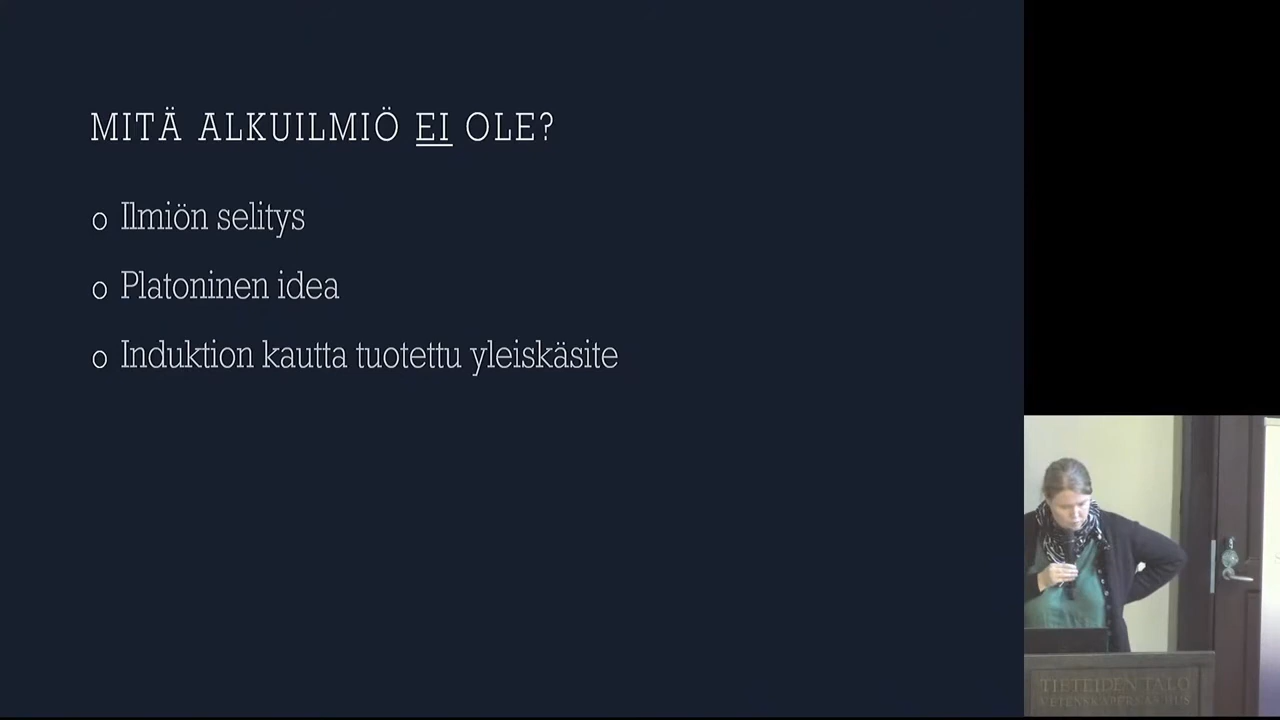 MITÄ ALKUILMIÖ EI OLE?
o Ilmiön selitys
o Platoninen idea
o Induktion kautta tuotettu yleiskäsite
TIETEIDEN TALO
VETENSKAPERNAS HUS